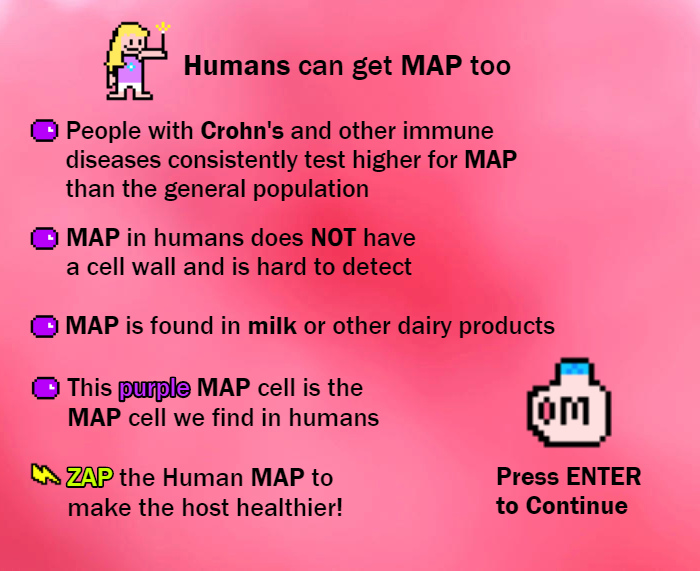 Humans can get MAP too
People with Crohn's and other immune
diseases consistently test higher for MAP
than the general population
MAP in humans does NOT have
a cell wall and is hard to detect
MAP is found in milk or other dairy products
This purple MAP cell is the
MAP cell we find in humans
M
ZAP the Human MAP to
make the host healthier!
Press ENTER
to Continue